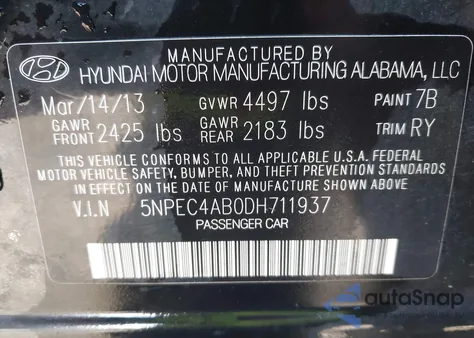 MANUFACTURED BY
HYUNDAI MOTOR MANUFACTURING ALABAMA, LLC
Mar/14/13 GVWR 4497 lbs PAINT 7B
GAWR FRONT 2425 lbs GAWR REAR 2183 lbs TRIM RY
THIS VEHICLE CONFORMS TO ALL APPLICABLE U.S.A. FEDERAL
MOTOR VEHICLE SAFETY, BUMPER, AND THEFT PREVENTION STANDARDS
IN EFFECT ON THE DATE OF MANUFACTURE SHOWN ABOVE
V.I.N 5NPEC4AB0DH711937
PASSENGER CAR
autoSnap